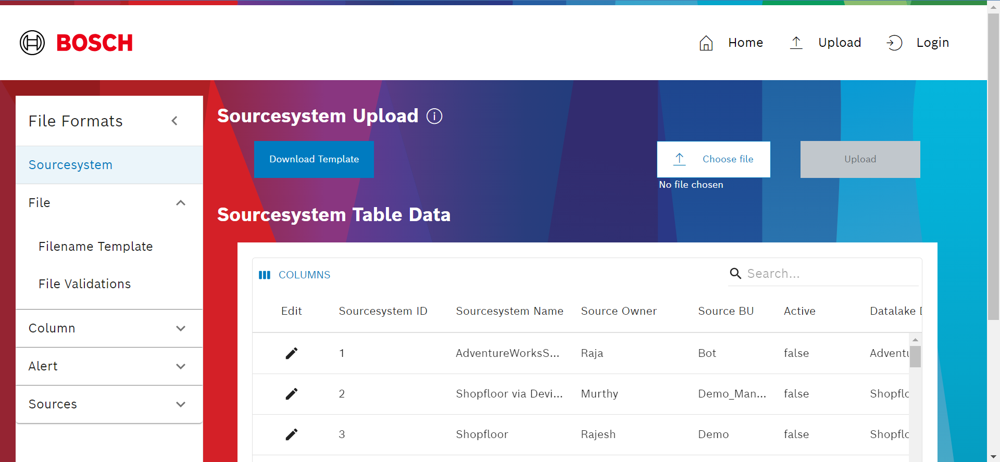 BOSCH
Home Upload Login
File Formats
Sourcesystem
File
Filename Template
File Validations
Column
Alert
Sources
Sourcesystem Upload
Download Template
Choose file
Upload
No file chosen
Sourcesystem Table Data
COLUMNS
Search...
Edit Sourcesystem ID Sourcesystem Name Source Owner Source BU Active Datalake
1 AdventureWorksS... Raja Bot false Adventu
2 Shopfloor via Devi... Murthy Demo_Man... false Shopflo
3 Shopfloor Rajesh Demo false Shopflo